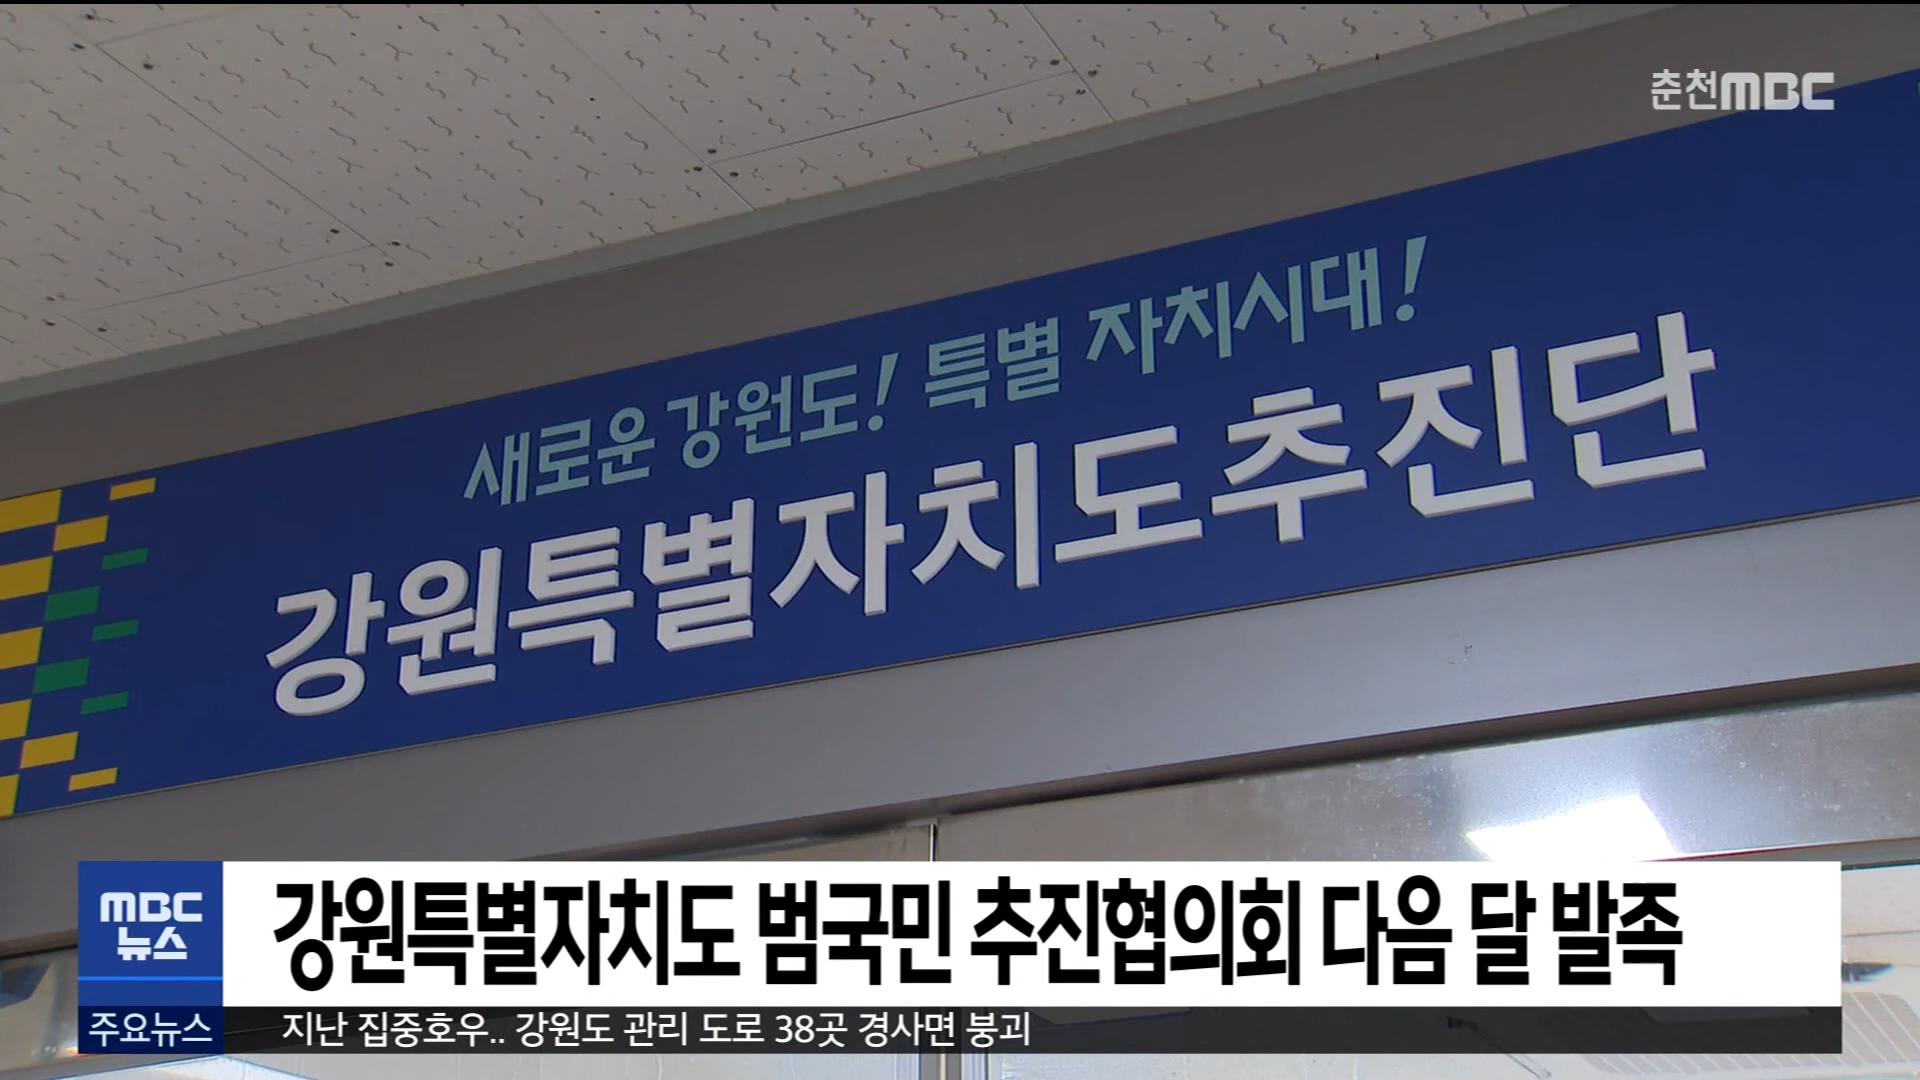 춘천MBC
새로운 강원도! 특별 자치시대!
강원특별자치도추진단
MBC
뉴스
강원특별자치도 범국민 추진협의회 다음 달 발족
주요뉴스
지난 집중호우.. 강원도 관리 도로 38곳 경사면 붕괴